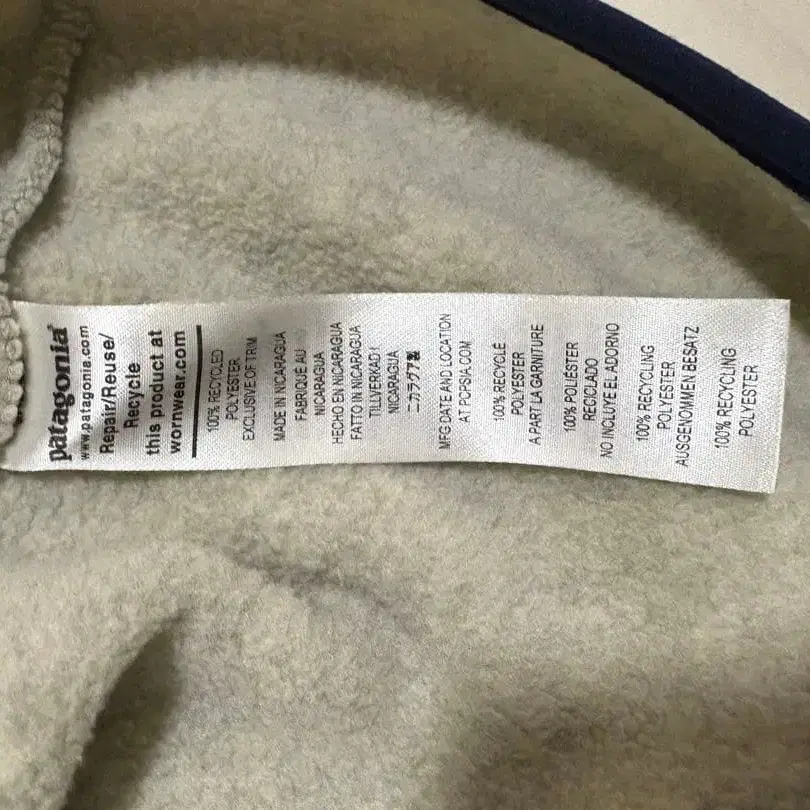 patagonia®
www.patagonia.com
Repair/Reuse/
Recycle
this product at
wornwear.com
100% RECYCLED
POLYESTER
EXCLUSIVE OF TRIM
MADE IN NICARAGUA
FABRIQUÉ AU
NICARAGUA
HECHO EN NICARAGUA
FATTO IN NICARAGUA
TILLVERKAD I
NICARAGUA
ニカラグア製
MFG DATE AND LOCATION
AT PCPSIA.COM
100% RECYCLÉ
POLYESTER
A PART LA GARNITURE
100% POLIÉSTER
RECICLADO
NO INCLUYE EL ADORNO
100% RECYCLING
POLYESTER
AUSGENOMMEN BESATZ
100% RECYCLING
POLYESTER